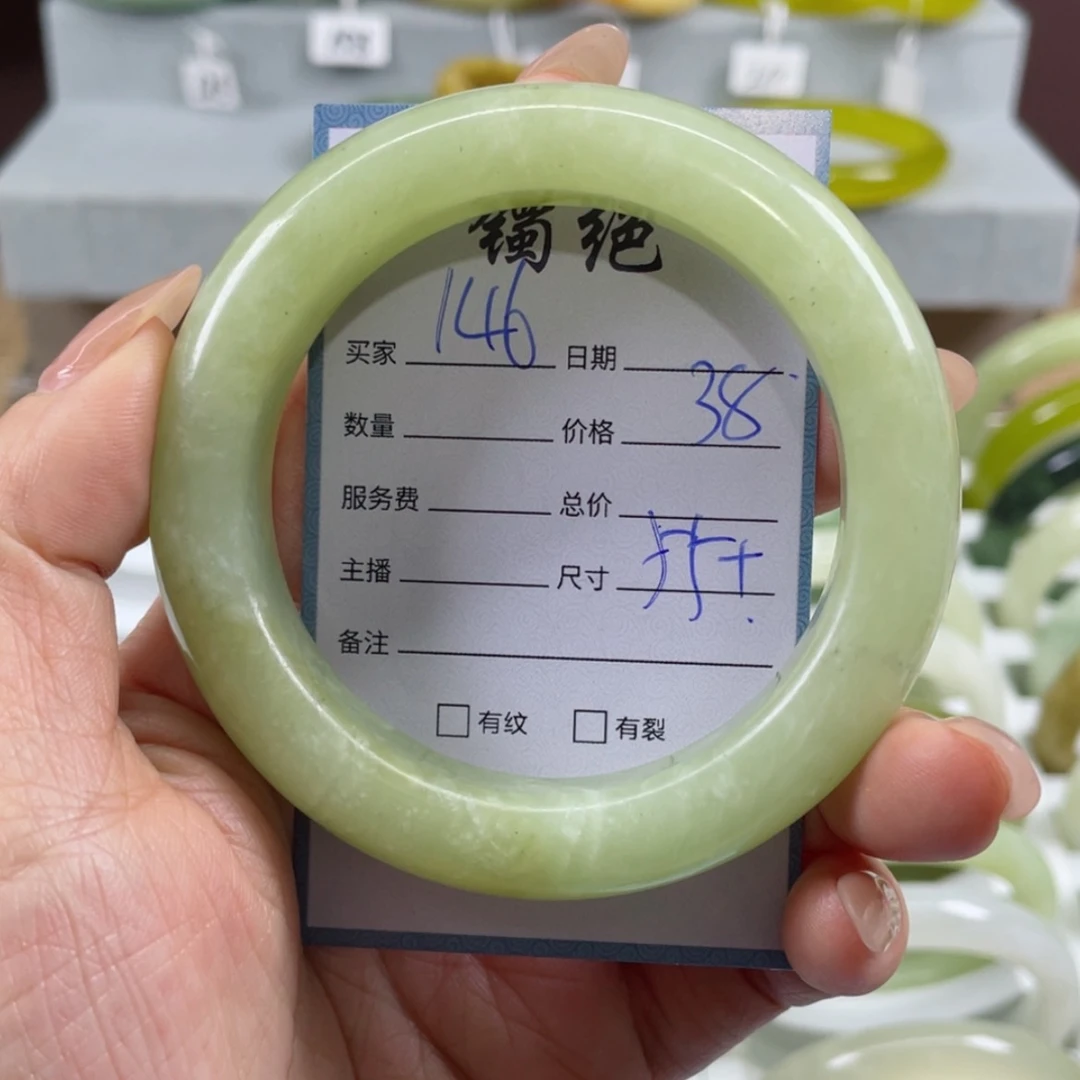 镯绝
买家 146 日期
数量 价格 38
服务费 总价
主播 尺寸 55+
备注
□有纹 □有裂